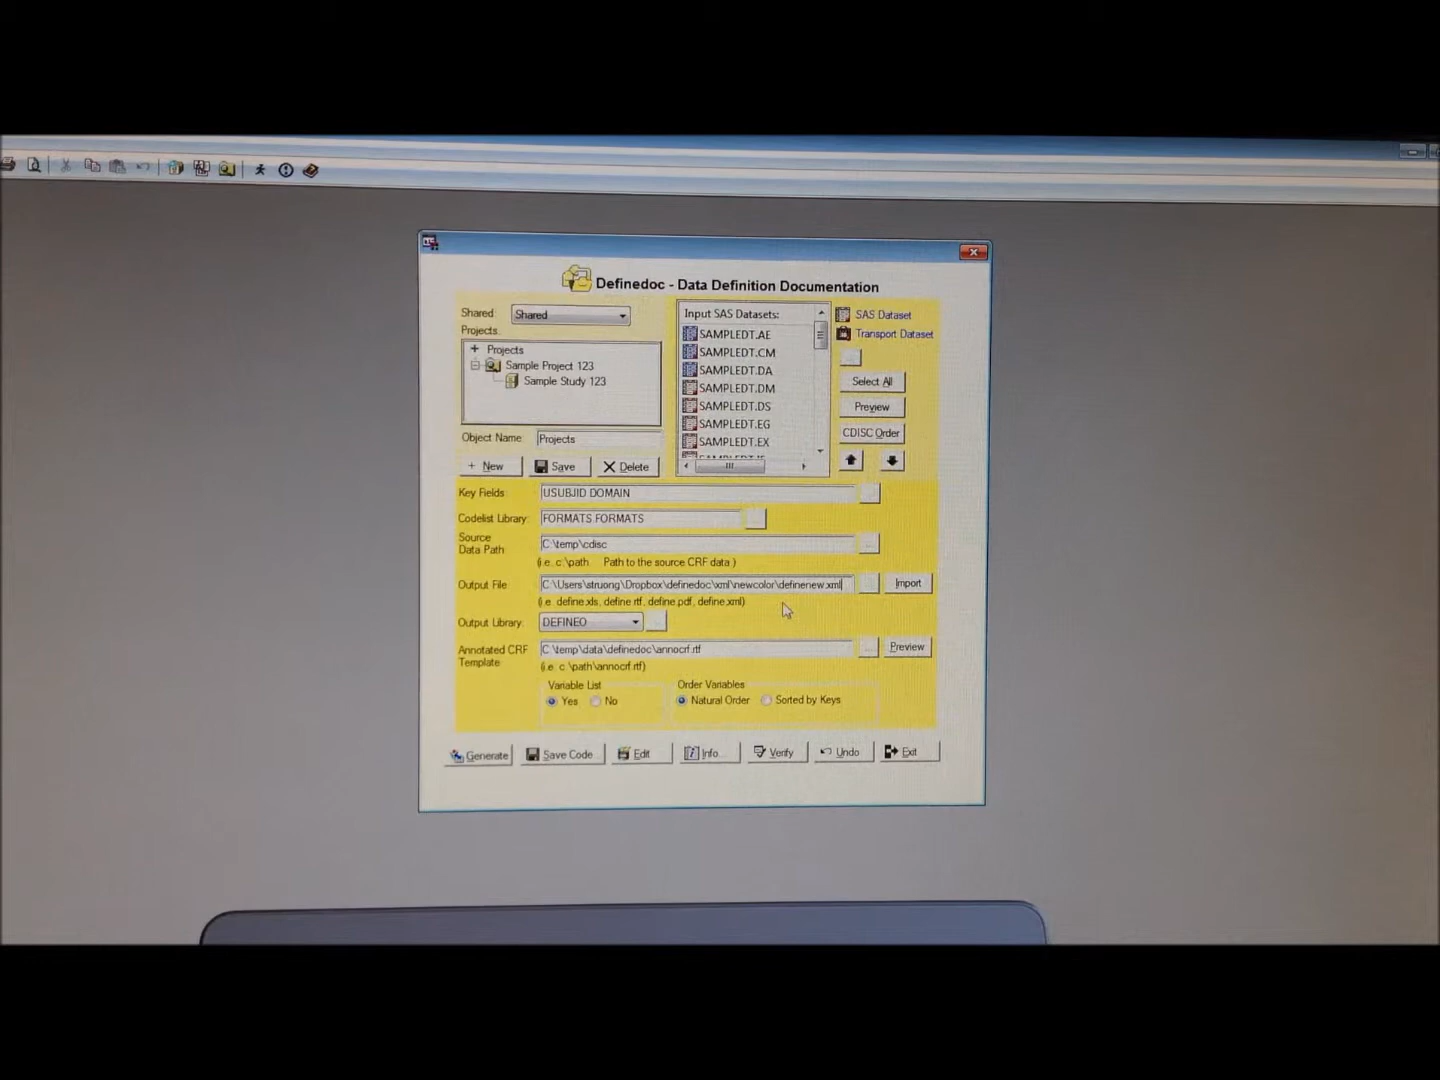 Definedoc - Data Definition Documentation
Shared: Shared
Projects:
Projects
Sample Project 123
Sample Study 123
Object Name Projects
+ New Save Delete
Input SAS Datasets:
SAMPLEDT.AE
SAMPLEDT.CM
SAMPLEDT.DA
SAMPLEDT.DM
SAMPLEDT.DS
SAMPLEDT.EG
SAMPLEDT.EX
SAS Dataset
Transport Dataset
...
Select All
Preview
CDISC Order
Key Fields: USUBJID DOMAIN ...
Codelist Library: FORMATS FORMATS ...
Source
Data Path C:\temp\cdisc ...
(i.e. c:\path Path to the source CRF data )
Output File C:\Users\struong\Dropbox\definedoc\xml\newcolor\definenew.xml ... Import
(i.e. define.xls, define.rtf, define.pdf, define.xml)
Output Library: DEFINEO ...
Annotated CRF
Template C:\temp\data\definedoc\annocrf.rtf ... Preview
(i.e. c:\path\annocrf.rtf)
Variable List Order Variables
Yes No Natural Order Sorted by Keys
Generate Save Code Edit Info... Verify Undo Exit